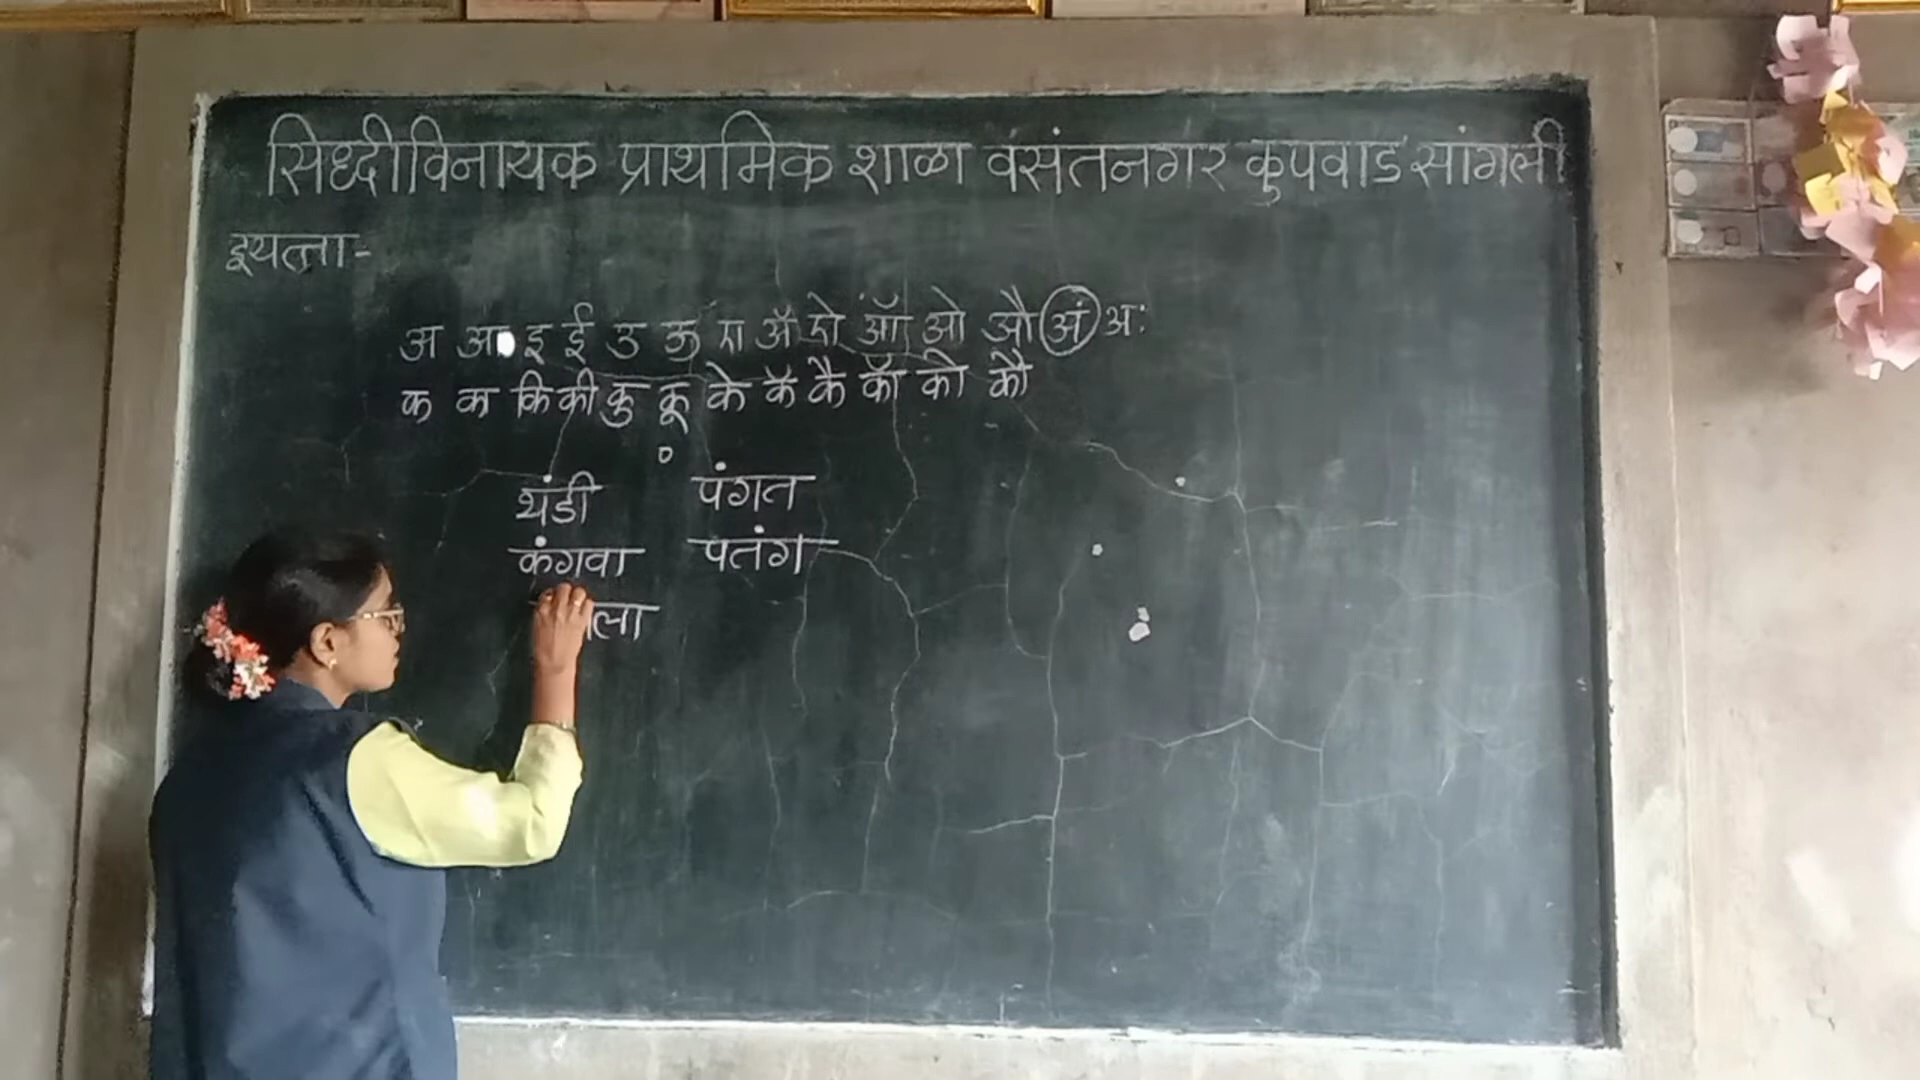 सिध्दीविनायक प्राथमिक शाळा वसंतनगर कुपवाड सांगली
इयत्ता-
अ आ इ ई उ ऊ ए ॲ ऐ ऑ ओ औ अं अः
क का कि की कु कू के कॅ कै कॉ को कौ
थंडी पंगत
कंगवा पतंग